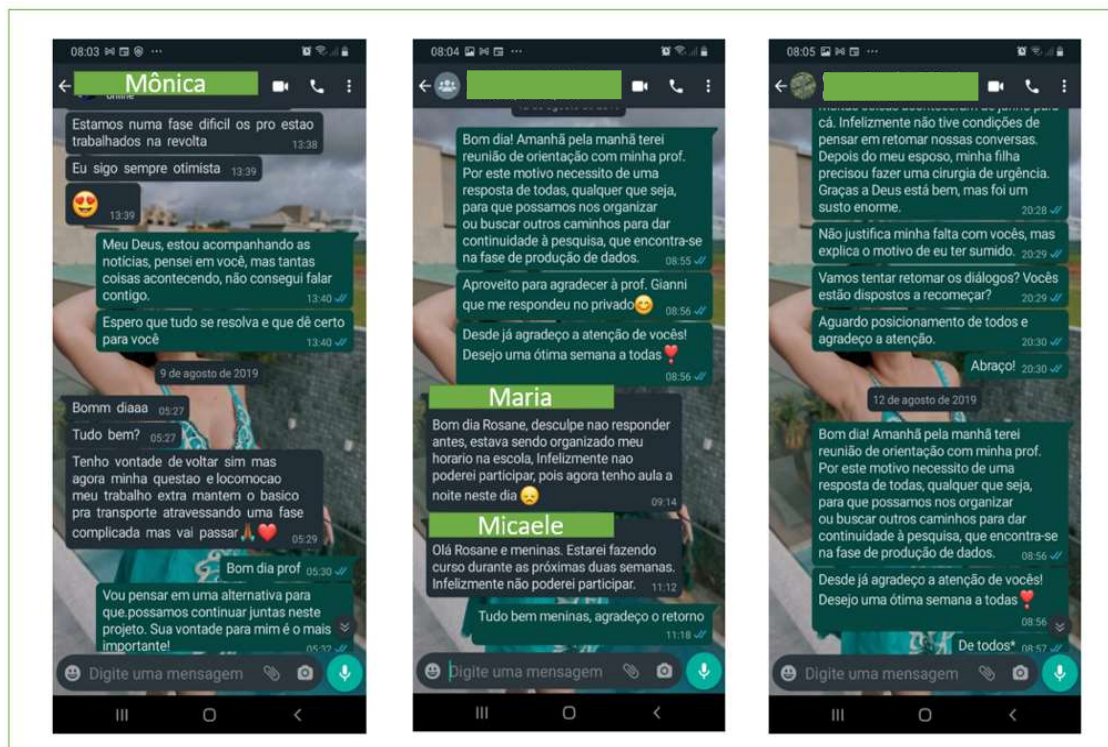 08:03
Mônica
online
Estamos numa fase dificil os pro estao
trabalhados na revolta 13:38
Eu sigo sempre otimista 13:39
13:39
Meu Deus, estou acompanhando as
notícias, pensei em você, mas tantas
coisas acontecendo, não consegui falar
contigo. 13:40
Espero que tudo se resolva e que dê certo
para você 13:40
9 de agosto de 2019
Bomm diaaa 05:27
Tudo bem? 05:27
Tenho vontade de voltar sim mas
agora minha questao e locomocao
meu trabalho extra mantem o basico
pra transporte atravessando uma fase
complicada mas vai passar🙏❤️ 05:29
Bom dia prof 05:30
Vou pensar em uma alternativa para
que.possamos continuar juntas neste
projeto. Sua vontade para mim é o mais
importante! 05:32
Digite uma mensagem
08:04
Bom dia! Amanhã pela manhã terei
reunião de orientação com minha prof.
Por este motivo necessito de uma
resposta de todas, qualquer que seja,
para que possamos nos organizar
ou buscar outros caminhos para dar
continuidade à pesquisa, que encontra-se
na fase de produção de dados. 08:55
Aproveito para agradecer à prof. Gianni
que me respondeu no privado😊 08:56
Desde já agradeço a atenção de vocês!
Desejo uma ótima semana a todas❣️
08:56
Maria
Bom dia Rosane, desculpe nao responder
antes, estava sendo organizado meu
horario na escola, Infelizmente nao
poderei participar, pois agora tenho aula a
noite neste dia😞 09:14
Micaele
Olá Rosane e meninas. Estarei fazendo
curso durante as próximas duas semanas.
Infelizmente não poderei participar. 11:12
Tudo bem meninas, agradeço o retorno
11:18
Digite uma mensagem
08:05
cá. Infelizmente não tive condições de
pensar em retomar nossas conversas.
Depois do meu esposo, minha filha
precisou fazer uma cirurgia de urgência.
Graças a Deus está bem, mas foi um
susto enorme. 20:28
Não justifica minha falta com vocês, mas
explica o motivo de eu ter sumido. 20:29
Vamos tentar retomar os diálogos? Vocês
estão dispostos a recomeçar? 20:29
Aguardo posicionamento de todos e
agradeço a atenção. 20:30
Abraço! 20:30
12 de agosto de 2019
Bom dia! Amanhã pela manhã terei
reunião de orientação com minha prof.
Por este motivo necessito de uma
resposta de todas, qualquer que seja,
para que possamos nos organizar
ou buscar outros caminhos para dar
continuidade à pesquisa, que encontra-se
na fase de produção de dados. 08:56
Desde já agradeço a atenção de vocês!
Desejo uma ótima semana a todas❣️
08:56
De todos* 08:57
Digite uma mensagem